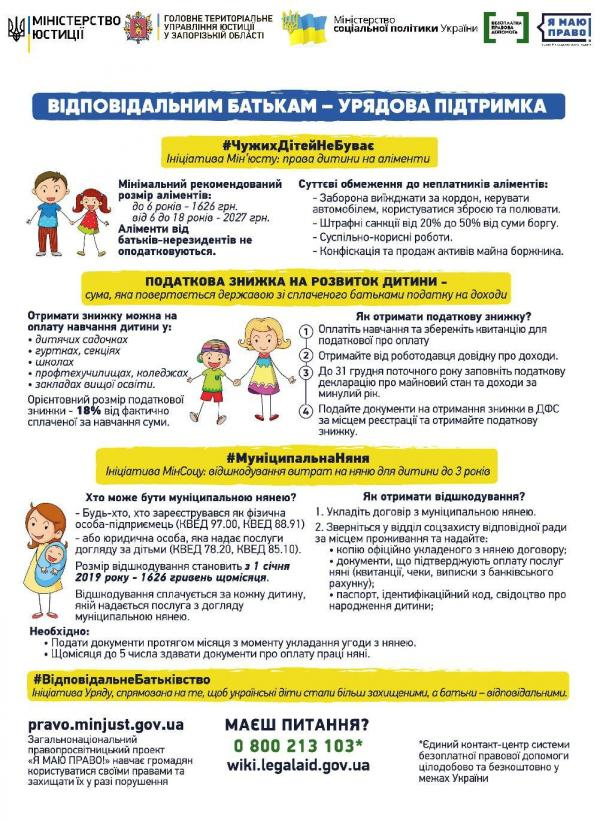 МІНІСТЕРСТВО
ЮСТИЦІЇ
ГОЛОВНЕ ТЕРИТОРІАЛЬНЕ
УПРАВЛІННЯ ЮСТИЦІЇ
У ЗАПОРІЗЬКІЙ ОБЛАСТІ
Міністерство
соціальної політики України
БЕЗОПЛАТНА
ПРАВОВА
ДОПОМОГА
Я МАЮ
ПРАВО!
ВІДПОВІДАЛЬНИМ БАТЬКАМ – УРЯДОВА ПІДТРИМКА
#ЧужихДітейНеБуває
Ініціатива Мін'юсту: права дитини на аліменти
Мінімальний рекомендований
розмір аліментів:
до 6 років - 1626 грн.
від 6 до 18 років - 2027 грн.
Аліменти від
батьків-нерезидентів не
оподатковуються.
Суттєві обмеження до неплатників аліментів:
- Заборона виїжджати за кордон, керувати
автомобілем, користуватися зброєю та полювати.
- Штрафні санкції від 20% до 50% від суми боргу.
- Суспільно-корисні роботи.
- Конфіскація та продаж активів майна боржника.
ПОДАТКОВА ЗНИЖКА НА РОЗВИТОК ДИТИНИ -
сума, яка повертається державою зі сплаченого батьками податку на доходи
Отримати знижку можна на
оплату навчання дитини у:
• дитячих садочках
• гуртках, секціях
• школах
• профтехучилищах, коледжах
• закладах вищої освіти.
Орієнтовний розмір податкової
знижки - 18% від фактично
сплаченої за навчання суми.
Як отримати податкову знижку?
1 Оплатіть навчання та збережіть квитанцію для
податкової про оплату
2 Отримайте від роботодавця довідку про доходи.
3 До 31 грудня поточного року заповніть податкову
декларацію про майновий стан та доходи за
минулий рік.
4 Подайте документи на отримання знижки в ДФС
за місцем реєстрації та отримайте податкову
знижку.
#МуніципальнаНяня
Ініціатива МінСоцу: відшкодування витрат на няню для дитини до 3 років
Хто може бути муніципальною нянею?
- Будь-хто, хто зареєструвався як фізична
особа-підприємець (КВЕД 97.00, КВЕД 88.91)
- або юридична особа, яка надає послуги
догляду за дітьми (КВЕД 78.20, КВЕД 85.10).
Розмір відшкодування становить з 1 січня
2019 року - 1626 гривень щомісяця.
Відшкодування сплачується за кожну дитину,
якій надається послуга з догляду
муніципальною нянею.
Як отримати відшкодування?
1. Укладіть договір з муніципальною нянею.
2. Зверніться у відділ соцзахисту відповідної ради
за місцем проживання та надайте:
• копію офіційно укладеного з нянею договору;
• документи, що підтверджують оплату послуг
няні (квитанції, чеки, виписки з банківського
рахунку);
• паспорт, ідентифікаційний код, свідоцтво про
народження дитини;
Необхідно:
• Подати документи протягом місяця з моменту укладання угоди з нянею.
• Щомісяця до 5 числа здавати документи про оплату праці няні.
#ВідповідальнеБатьківство
Ініціатива Уряду, спрямована на те, щоб українські діти стали більш захищеними, а батьки – відповідальними.
pravo.minjust.gov.ua
Загальнонаціональний
правопросвітницький проект
«Я МАЮ ПРАВО!» навчає громадян
користуватися своїми правами та
захищати їх у разі порушення
МАЄШ ПИТАННЯ?
0 800 213 103*
wiki.legalaid.gov.ua
*Єдиний контакт-центр системи
безоплатної правової допомоги
цілодобово та безкоштовно у
межах України